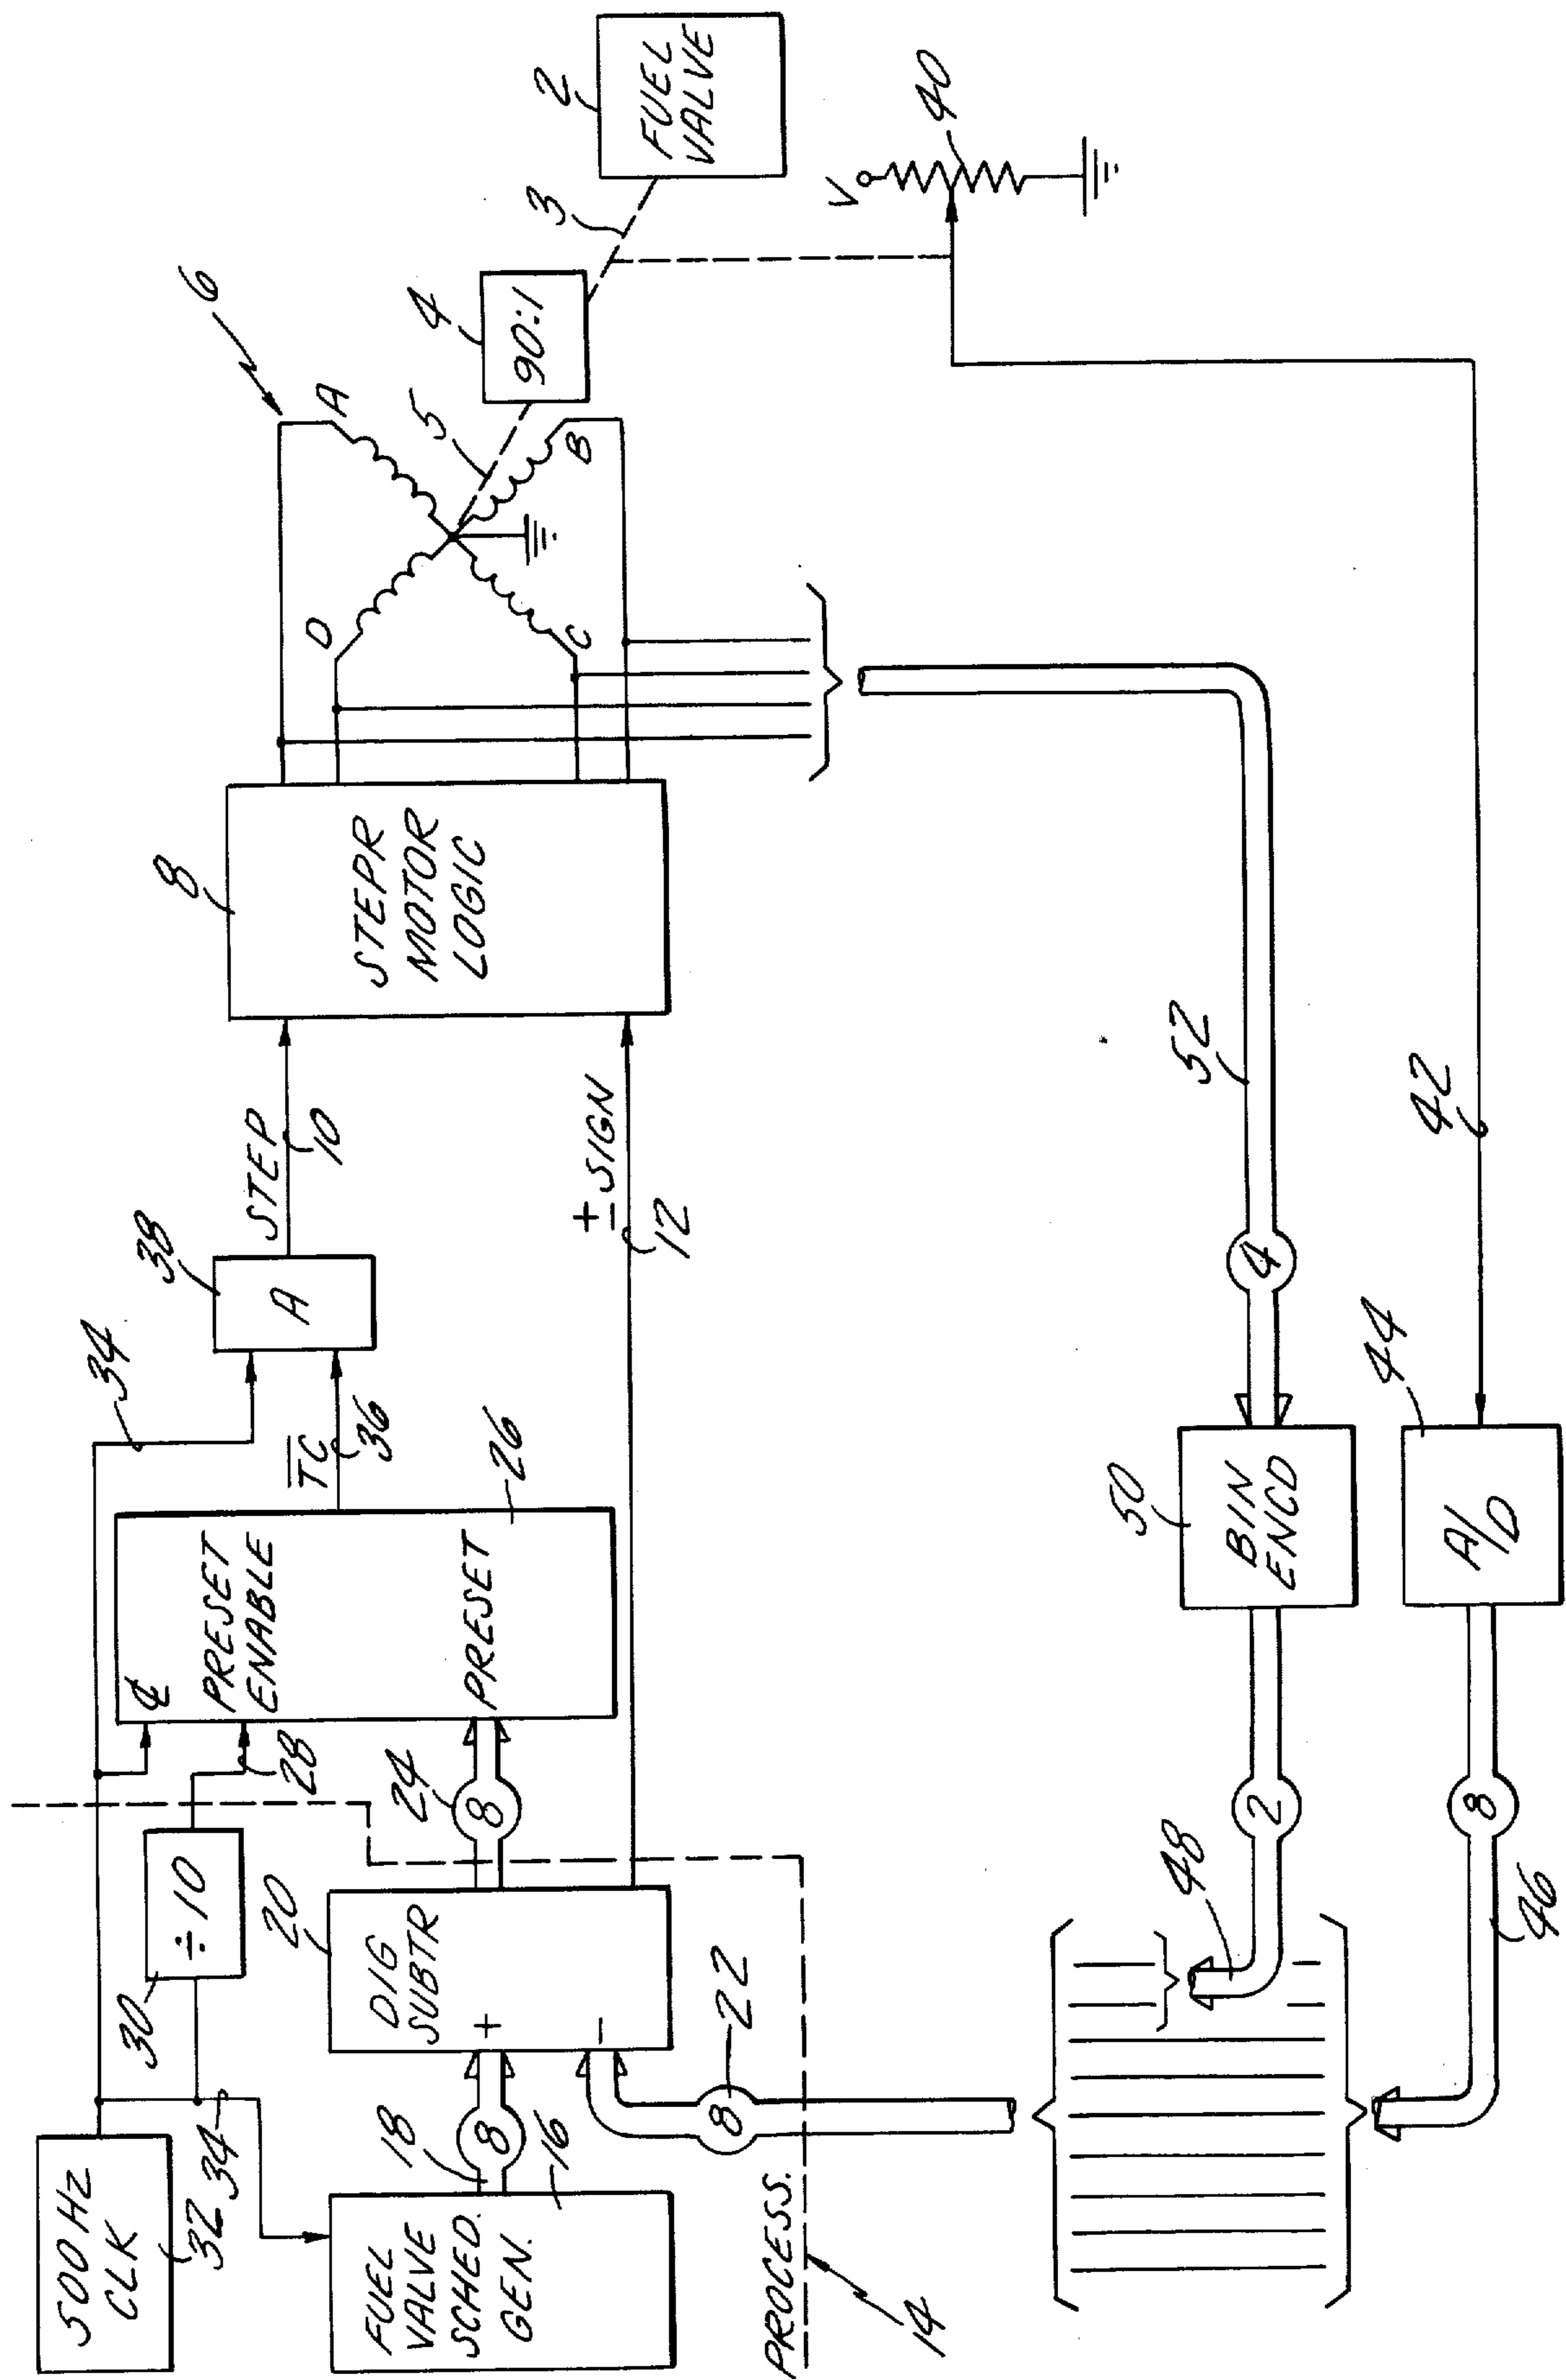 500 Hz
CLK
32
34
30
÷10
28
₵
PRESET
ENABLE
PRESET
26
34
T̅C̅
36
38
A
STEP
10
8
STEPR
MOTOR
LOGIC
± SIGN
12
6
A
B
C
D
5
4
90:1
3
2
FUEL
VALVE
V
40
FUEL
VALVE
SCHED.
GEN.
16
18
8
20
DIG
SUBTR
+
−
24
8
8
22
PROCESS.
14
48
2
50
BIN
ENCD
4
52
46
8
44
A/D
42